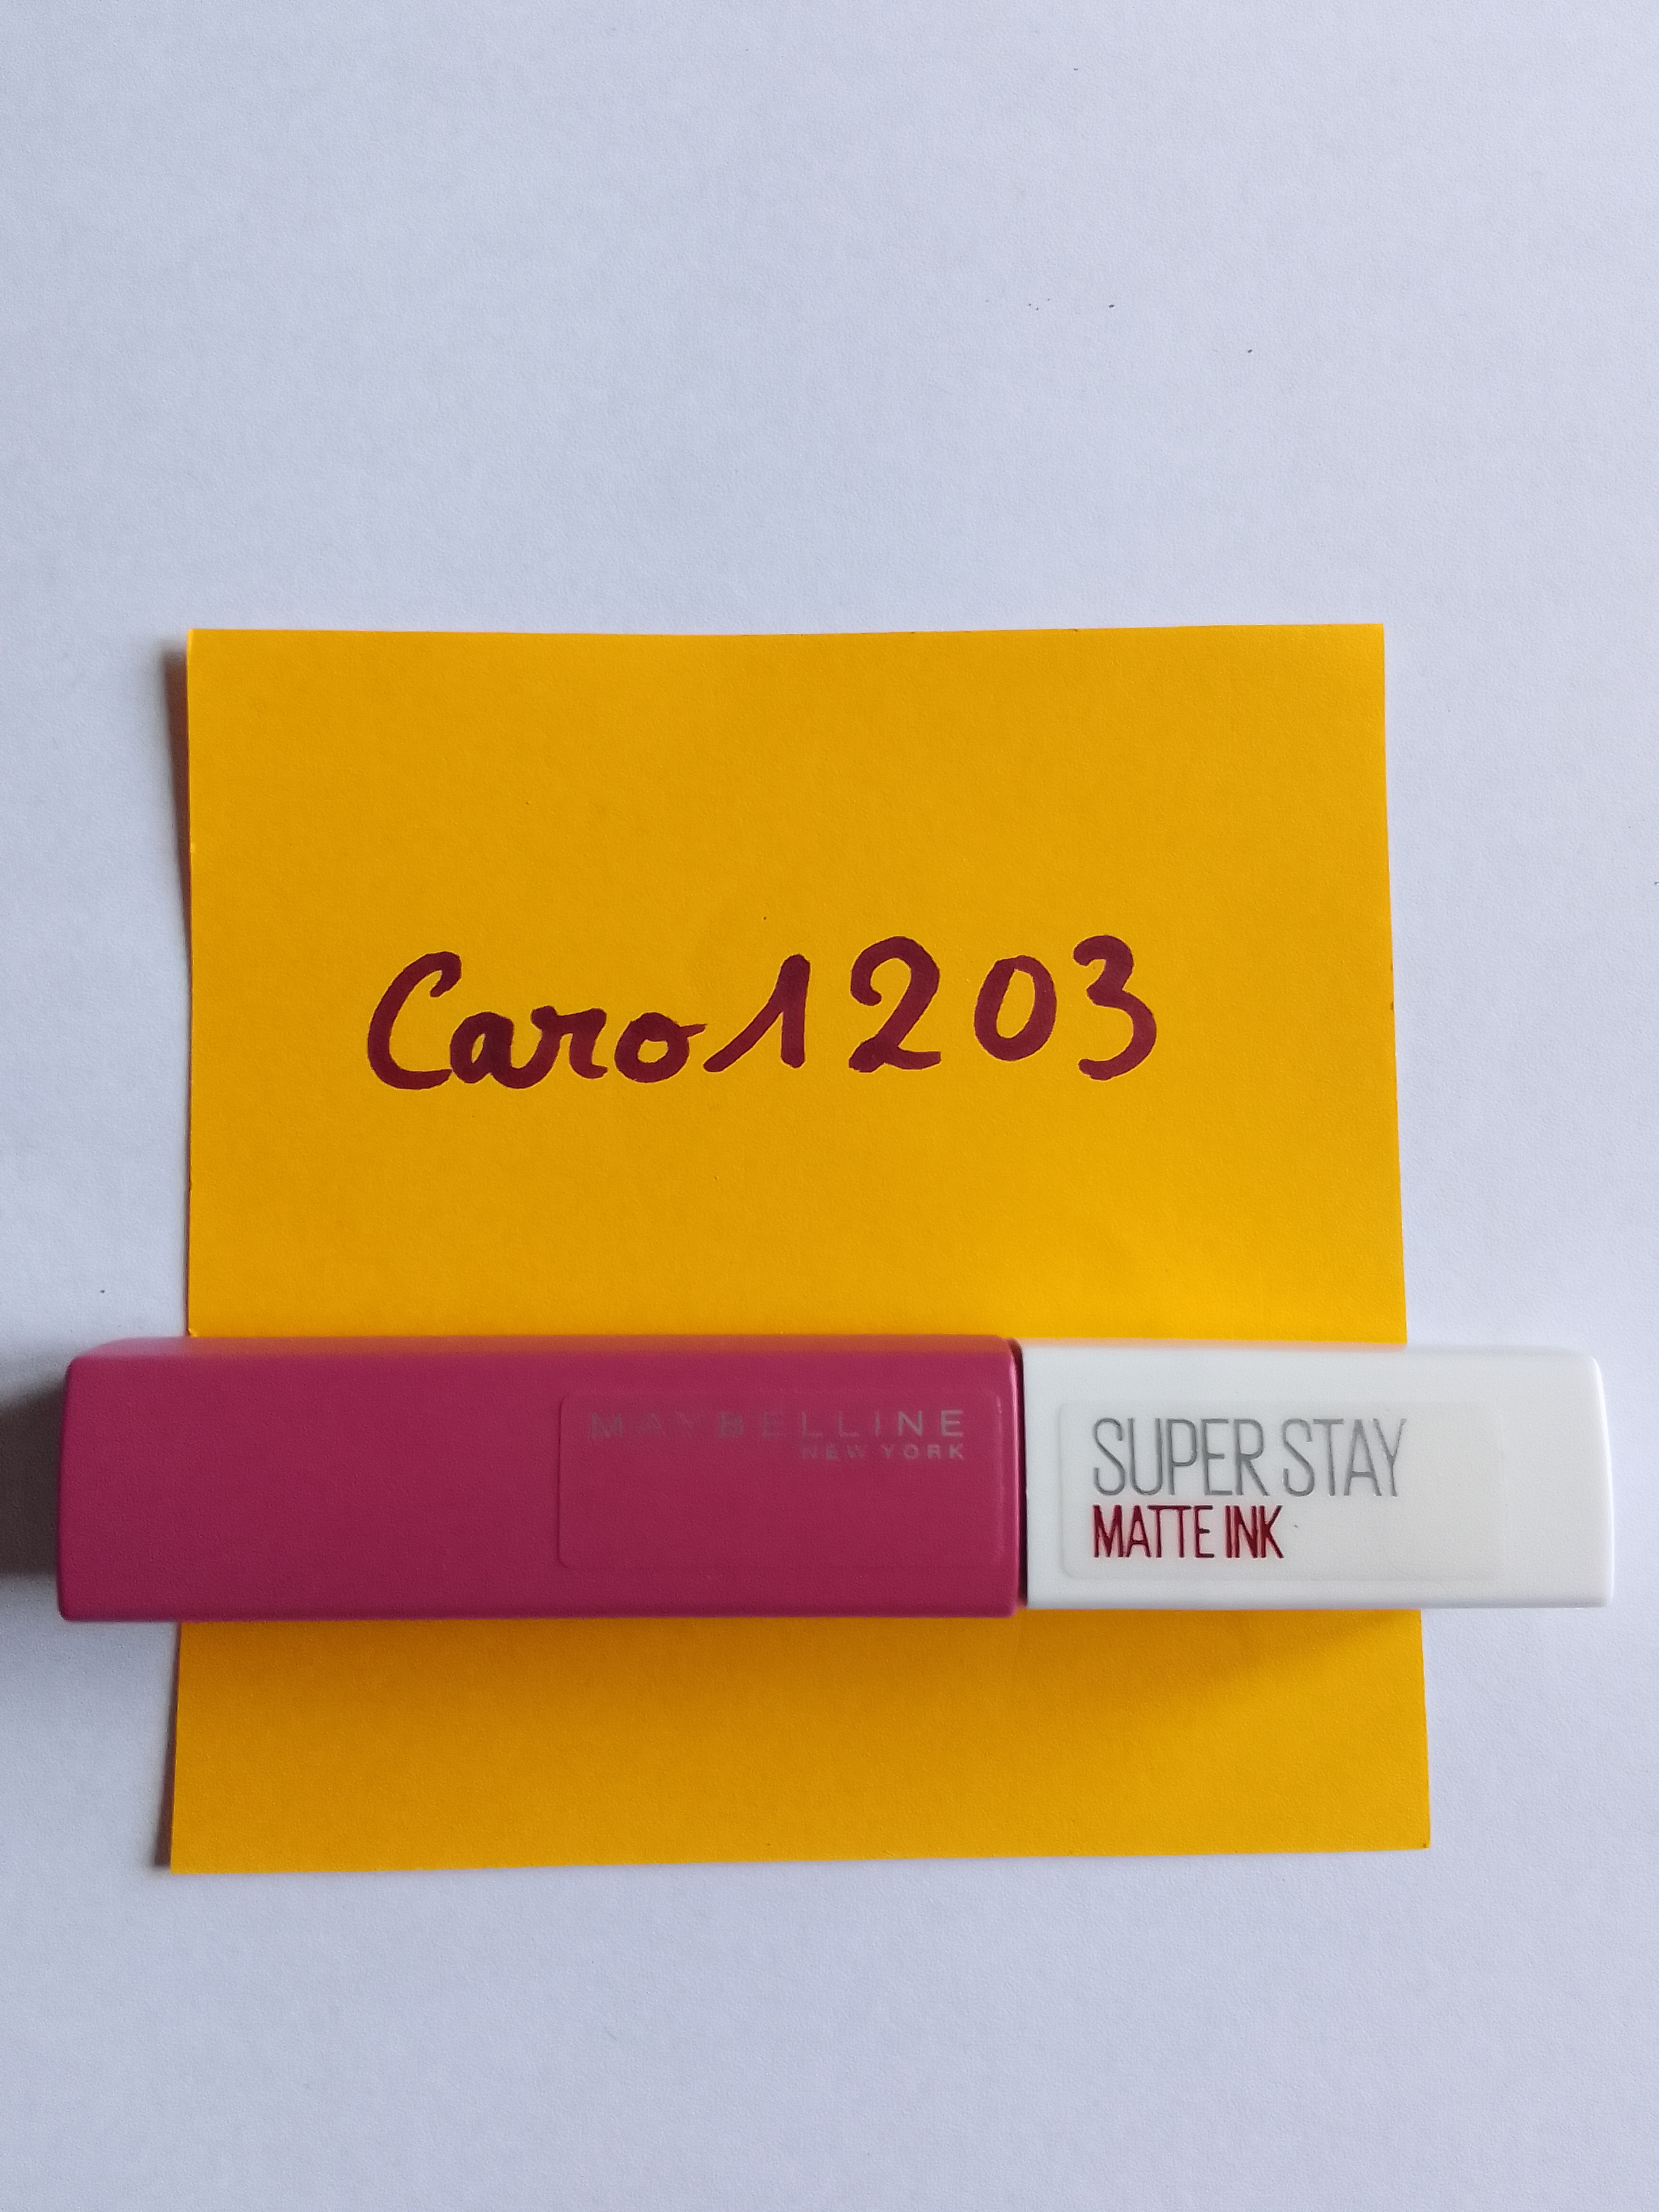 Caro1203
MAYBELLINE
NEW YORK
SUPER STAY
MATTE INK